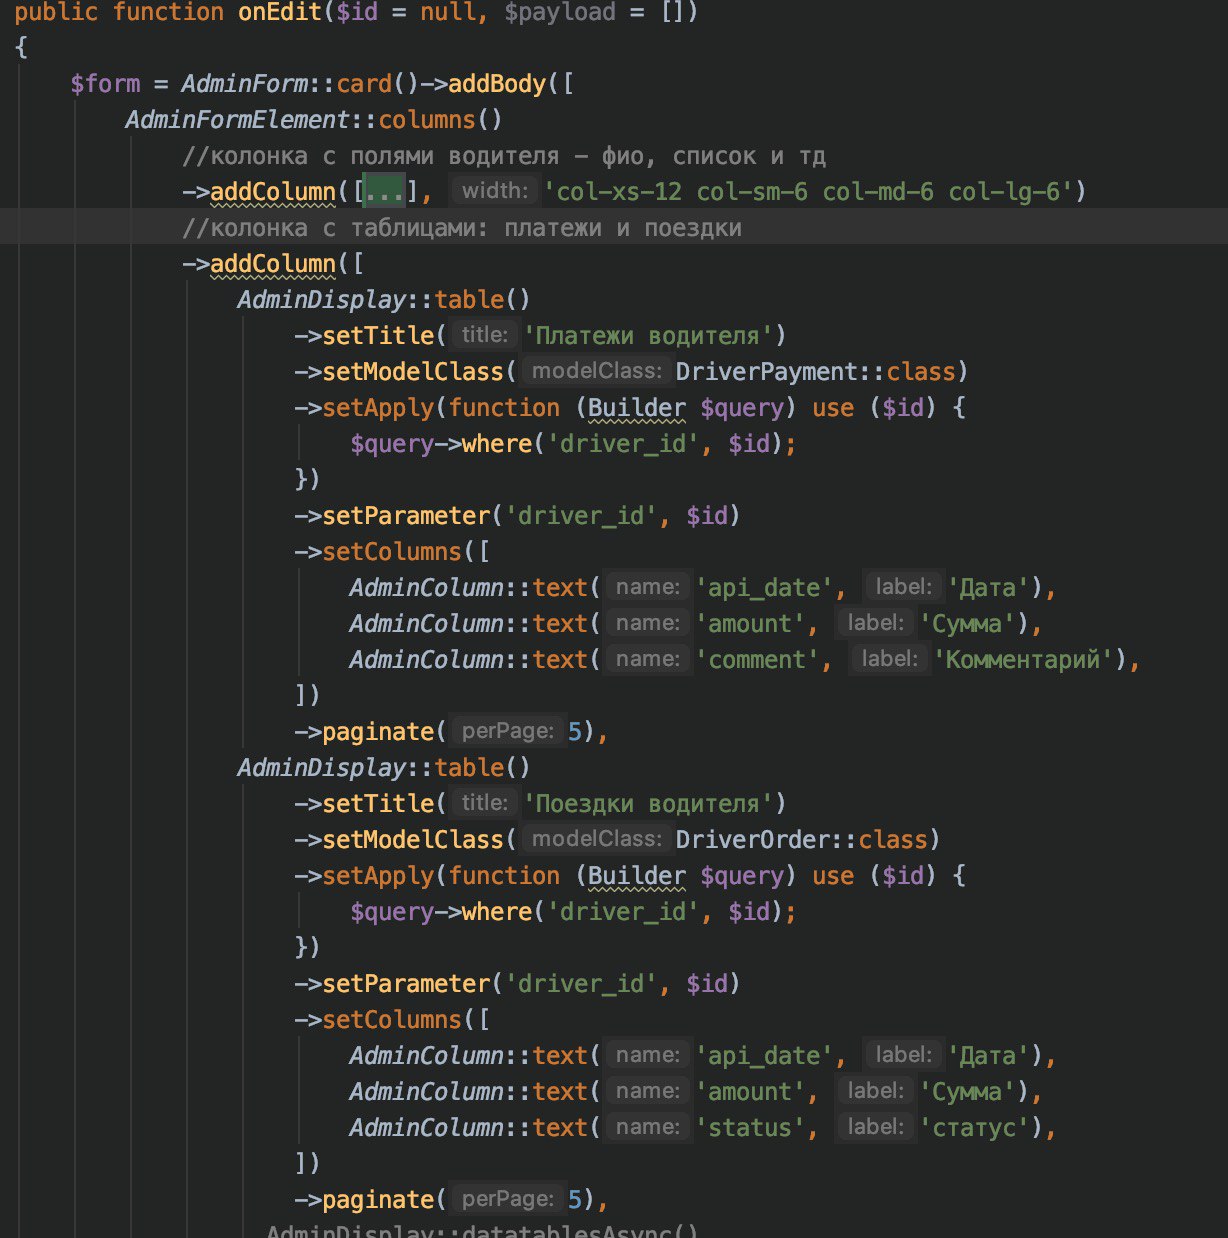 public function onEdit($id = null, $payload = [])
{
$form = AdminForm::card()->addBody([
AdminFormElement::columns()
//колонка с полями водителя - фио, список и тд
->addColumn([...], width: 'col-xs-12 col-sm-6 col-md-6 col-lg-6')
//колонка с таблицами: платежи и поездки
->addColumn([
AdminDisplay::table()
->setTitle( title: 'Платежи водителя')
->setModelClass( modelClass: DriverPayment::class)
->setApply(function (Builder $query) use ($id) {
$query->where('driver_id', $id);
})
->setParameter('driver_id', $id)
->setColumns([
AdminColumn::text( name: 'api_date', label: 'Дата'),
AdminColumn::text( name: 'amount', label: 'Сумма'),
AdminColumn::text( name: 'comment', label: 'Комментарий'),
])
->paginate( perPage: 5),
AdminDisplay::table()
->setTitle( title: 'Поездки водителя')
->setModelClass( modelClass: DriverOrder::class)
->setApply(function (Builder $query) use ($id) {
$query->where('driver_id', $id);
})
->setParameter('driver_id', $id)
->setColumns([
AdminColumn::text( name: 'api_date', label: 'Дата'),
AdminColumn::text( name: 'amount', label: 'Сумма'),
AdminColumn::text( name: 'status', label: 'статус'),
])
->paginate( perPage: 5),
AdminDisplay::datatablesAsync()